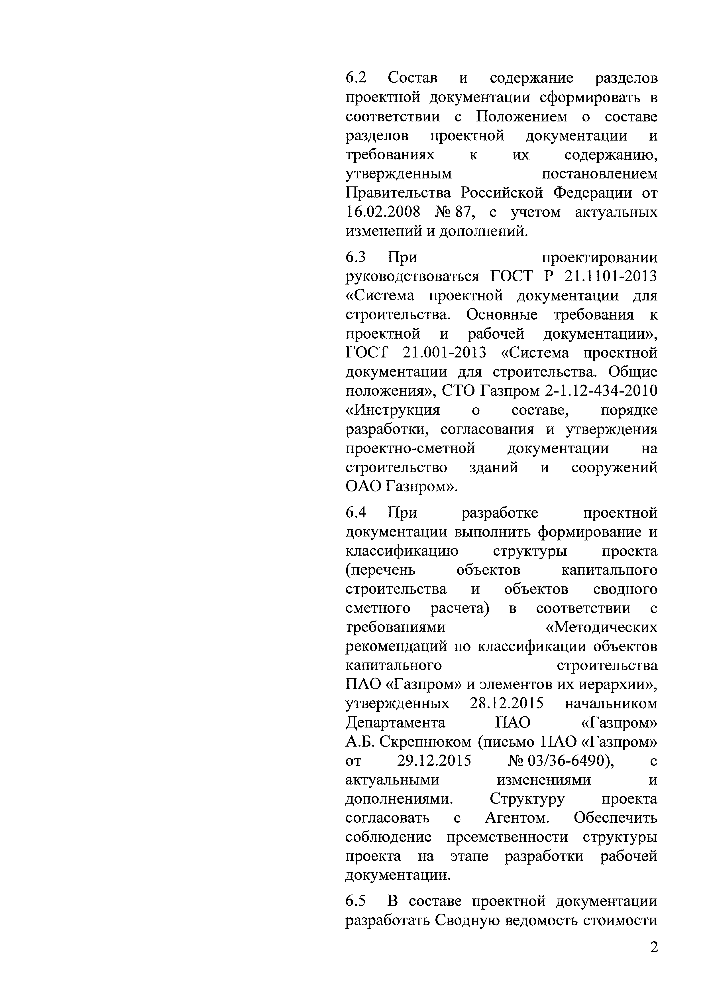 6.2 Состав и содержание разделов
проектной документации сформировать в
соответствии с Положением о составе
разделов проектной документации и
требованиях к их содержанию,
утвержденным постановлением
Правительства Российской Федерации от
16.02.2008 № 87, с учетом актуальных
изменений и дополнений.
6.3 При проектировании
руководствоваться ГОСТ Р 21.1101-2013
«Система проектной документации для
строительства. Основные требования к
проектной и рабочей документации»,
ГОСТ 21.001-2013 «Система проектной
документации для строительства. Общие
положения», СТО Газпром 2-1.12-434-2010
«Инструкция о составе, порядке
разработки, согласования и утверждения
проектно-сметной документации на
строительство зданий и сооружений
ОАО Газпром».
6.4 При разработке проектной
документации выполнить формирование и
классификацию структуры проекта
(перечень объектов капитального
строительства и объектов сводного
сметного расчета) в соответствии с
требованиями «Методических
рекомендаций по классификации объектов
капитального строительства
ПАО «Газпром» и элементов их иерархии»,
утвержденных 28.12.2015 начальником
Департамента ПАО «Газпром»
А.Б. Скрепнюком (письмо ПАО «Газпром»
от 29.12.2015 № 03/36-6490), с
актуальными изменениями и
дополнениями. Структуру проекта
согласовать с Агентом. Обеспечить
соблюдение преемственности структуры
проекта на этапе разработки рабочей
документации.
6.5 В составе проектной документации
разработать Сводную ведомость стоимости
2